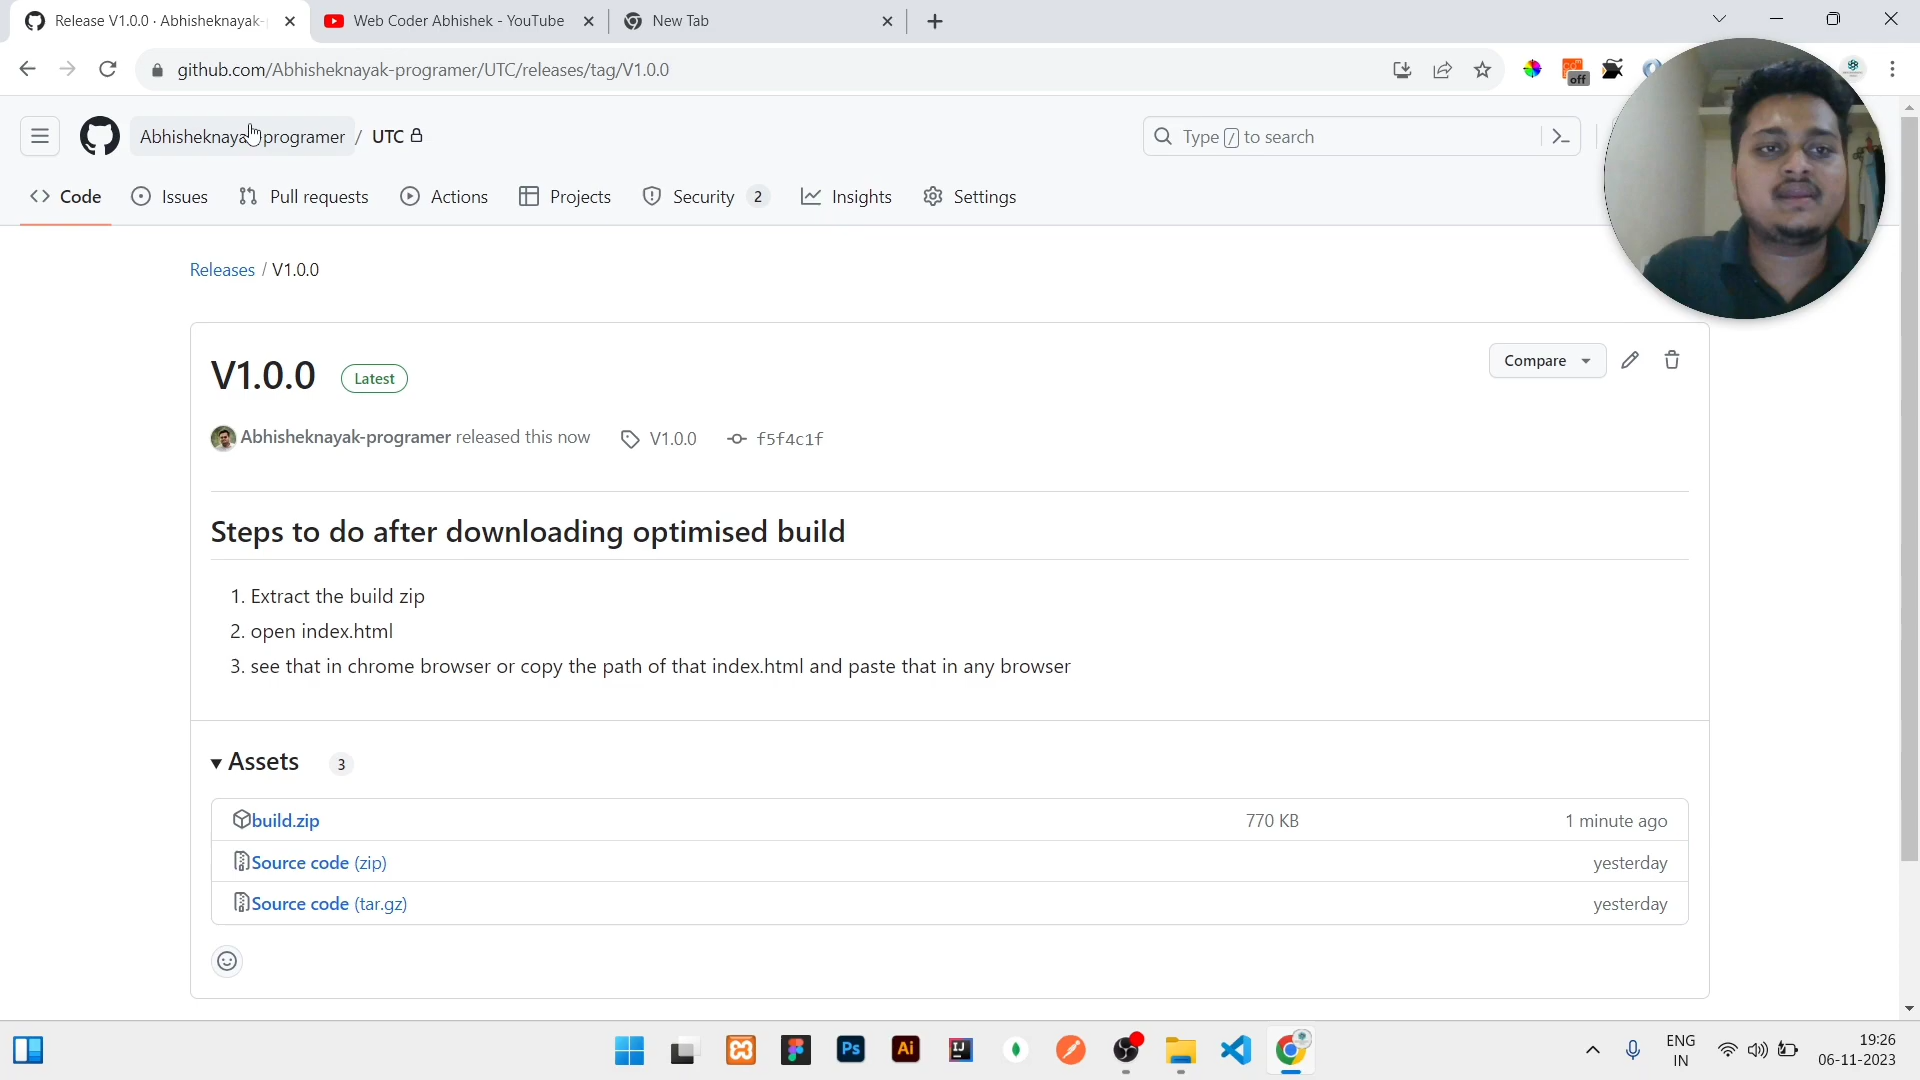 Release V1.0.0 · Abhisheknayak-
Web Coder Abhishek - YouTube
New Tab
github.com/Abhisheknayak-programer/UTC/releases/tag/V1.0.0
off
Abhisheknayak-programer / UTC
Type / to search
Code
Issues
Pull requests
Actions
Projects
Security 2
Insights
Settings
Releases / V1.0.0
V1.0.0 Latest
Compare
Abhisheknayak-programer released this now
V1.0.0
f5f4c1f
Steps to do after downloading optimised build
1. Extract the build zip
2. open index.html
3. see that in chrome browser or copy the path of that index.html and paste that in any browser
Assets 3
build.zip 770 KB 1 minute ago
Source code (zip) yesterday
Source code (tar.gz) yesterday
Ps
Ai
IJ
ENG
IN
19:26
06-11-2023